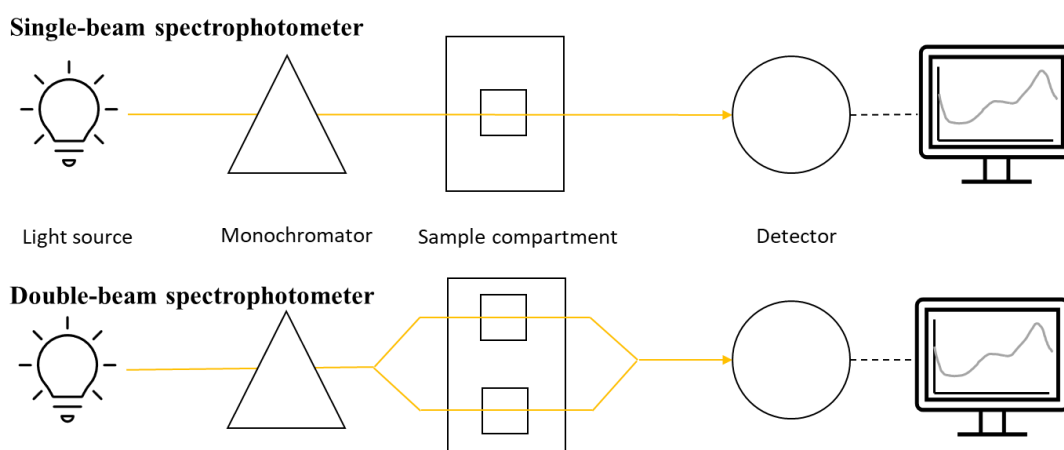 Single-beam spectrophotometer
Light source Monochromator Sample compartment Detector
Double-beam spectrophotometer